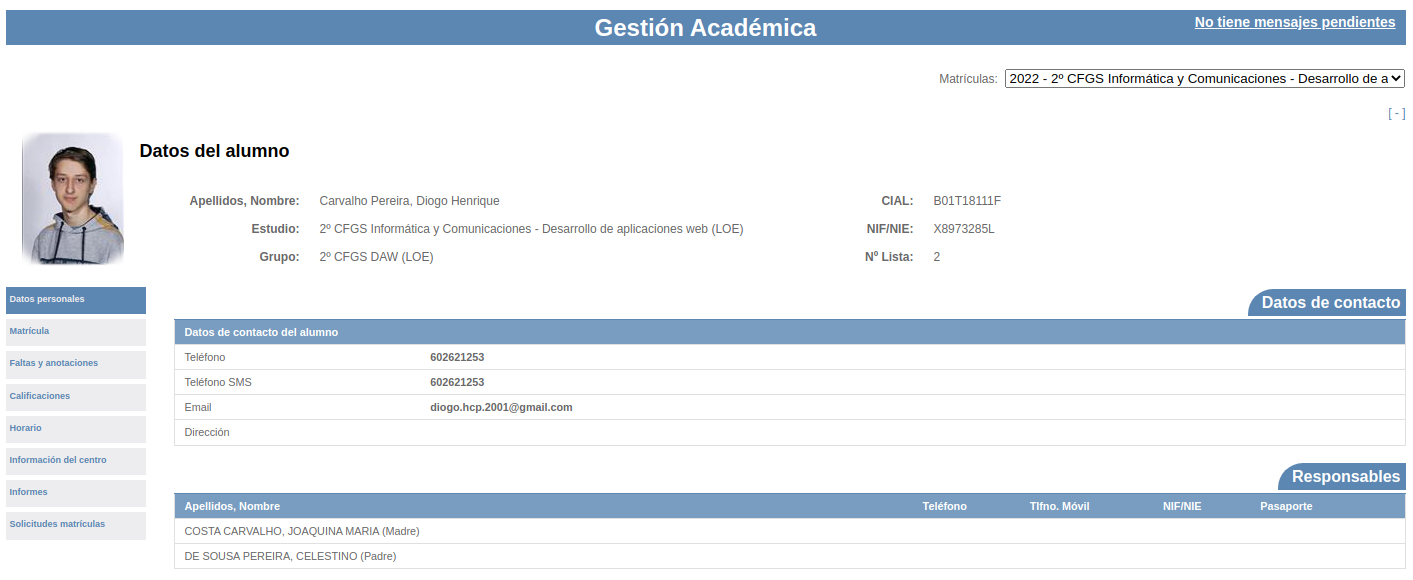 Gestión Académica
No tiene mensajes pendientes
Matrículas: 2022 - 2º CFGS Informática y Comunicaciones - Desarrollo de a
[ - ]
Datos del alumno
Apellidos, Nombre: Carvalho Pereira, Diogo Henrique CIAL: B01T18111F
Estudio: 2º CFGS Informática y Comunicaciones - Desarrollo de aplicaciones web (LOE) NIF/NIE: X8973285L
Grupo: 2º CFGS DAW (LOE) Nº Lista: 2
Datos personales
Matrícula
Faltas y anotaciones
Calificaciones
Horario
Información del centro
Informes
Solicitudes matrículas
Datos de contacto
Datos de contacto del alumno
Teléfono 602621253
Teléfono SMS 602621253
Email diogo.hcp.2001@gmail.com
Dirección
Responsables
Apellidos, Nombre Teléfono Tlfno. Móvil NIF/NIE Pasaporte
COSTA CARVALHO, JOAQUINA MARIA (Madre)
DE SOUSA PEREIRA, CELESTINO (Padre)